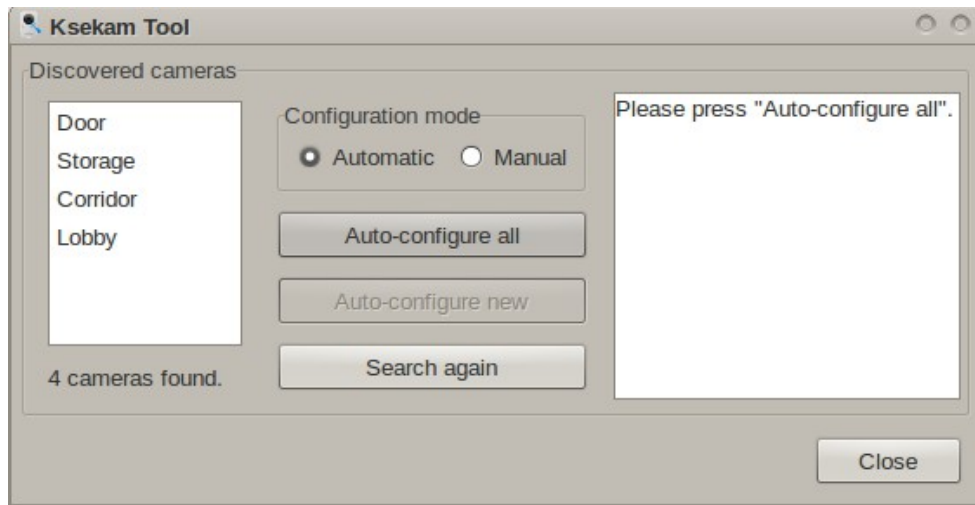 Ksekam Tool
Discovered cameras
Door
Storage
Corridor
Lobby
4 cameras found.
Configuration mode
Automatic Manual
Auto-configure all
Auto-configure new
Search again
Please press "Auto-configure all".
Close